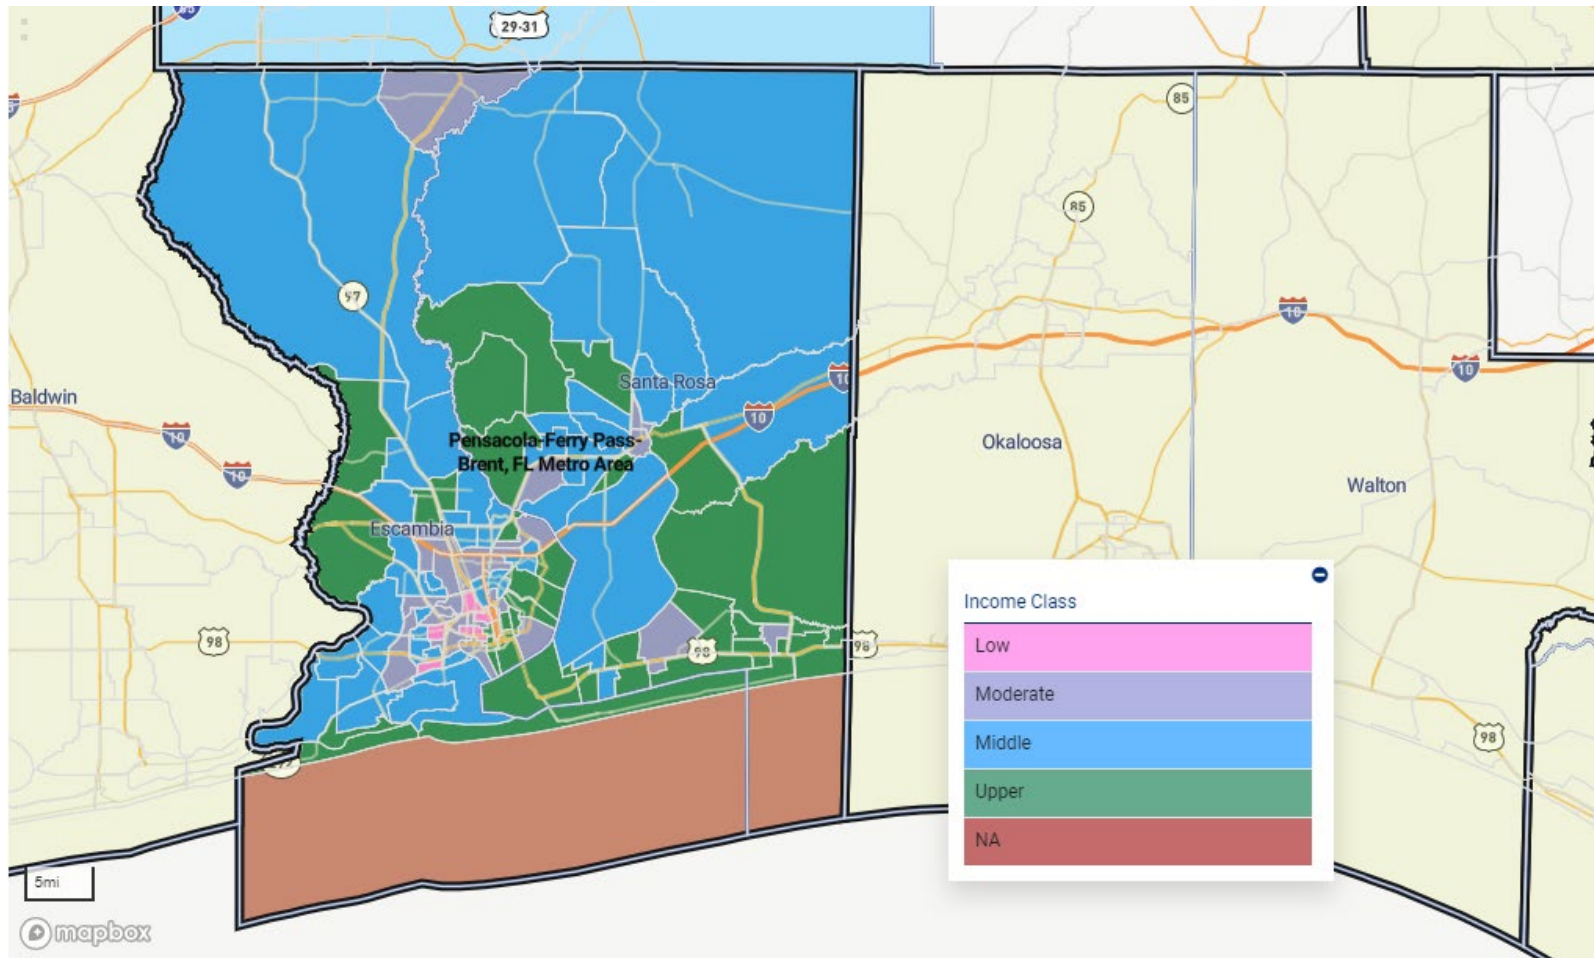 29-31
85
85
97
10
10
Baldwin
Santa Rosa
10
10
10
Pensacola-Ferry Pass-
Brent, FL Metro Area
Okaloosa
10
10
Walton
Escambia
98
98
98
98
Income Class
Low
Moderate
Middle
Upper
NA
5mi
mapbox